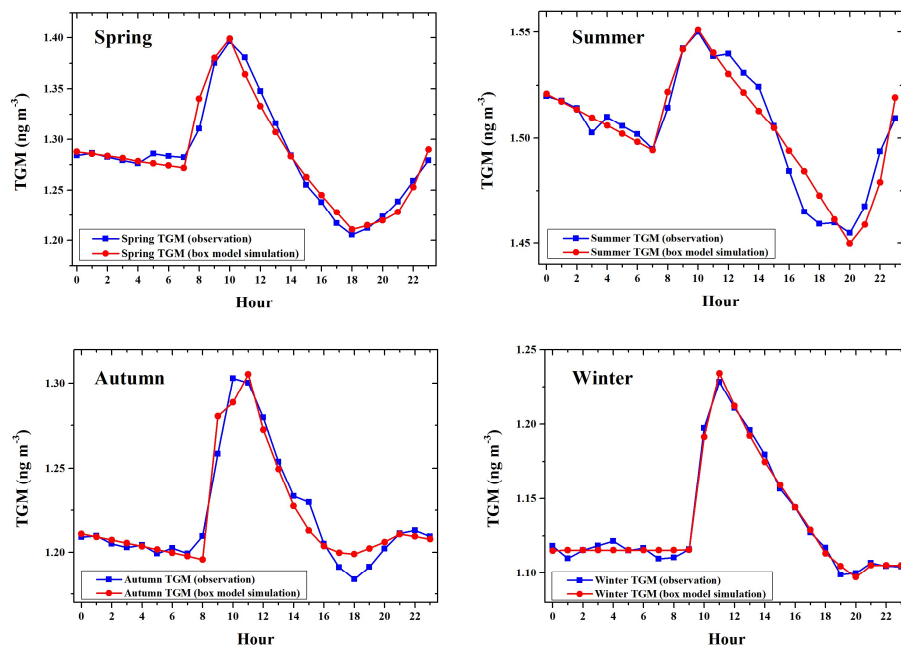 Spring
TGM (ng m⁻³)
1.40
1.35
1.30
1.25
1.20
Spring TGM (observation)
Spring TGM (box model simulation)
0 2 4 6 8 10 12 14 16 18 20 22
Hour
Summer
TGM (ng m⁻³)
1.55
1.50
1.45
Summer TGM (observation)
Summer TGM (box model simulation)
0 2 4 6 8 10 12 14 16 18 20 22
Hour
Autumn
TGM (ng m⁻³)
1.30
1.25
1.20
Autumn TGM (observation)
Autumn TGM (box model simulation)
0 2 4 6 8 10 12 14 16 18 20 22
Hour
Winter
TGM (ng m⁻³)
1.25
1.20
1.15
1.10
Winter TGM (observation)
Winter TGM (box model simulation)
0 2 4 6 8 10 12 14 16 18 20 22
Hour